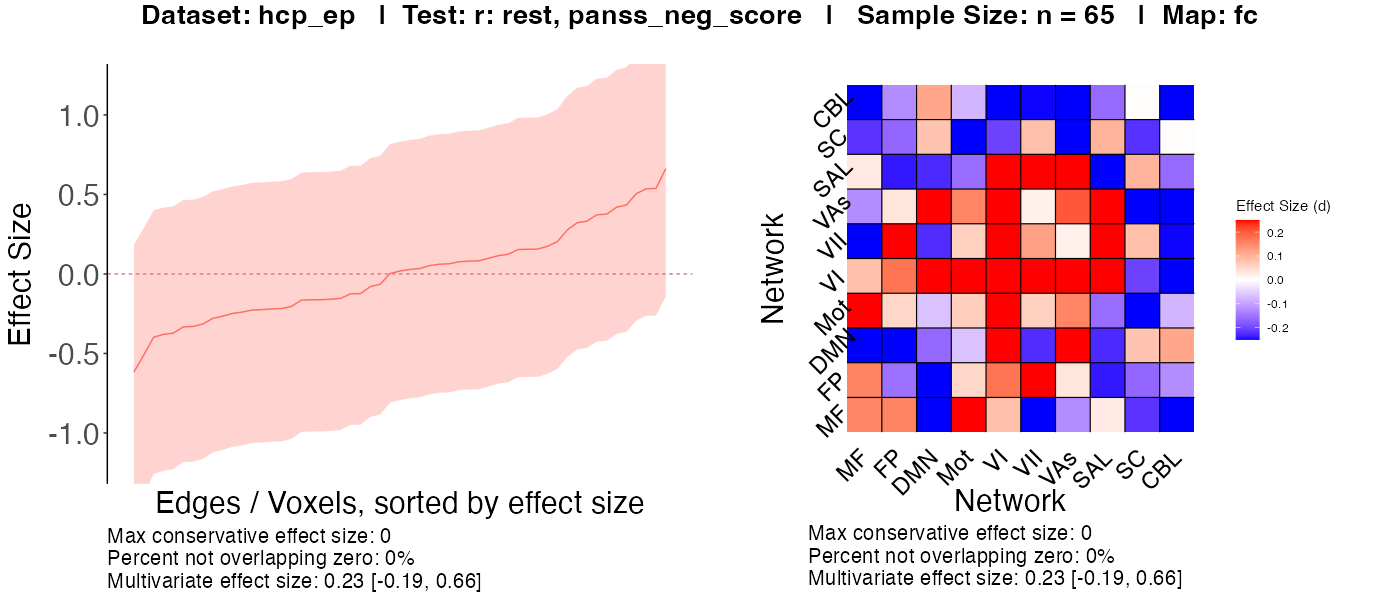 Dataset: hcp_ep | Test: r: rest, panss_neg_score | Sample Size: n = 65 | Map: fc
Effect Size
1.0
0.5
0.0
-0.5
-1.0
Edges / Voxels, sorted by effect size
Max conservative effect size: 0
Percent not overlapping zero: 0%
Multivariate effect size: 0.23 [-0.19, 0.66]
Network
CBL
SC
SAL
VAs
VII
VI
Mot
DMN
FP
MF
MF FP DMN Mot VI VII VAs SAL SC CBL
Network
Max conservative effect size: 0
Percent not overlapping zero: 0%
Multivariate effect size: 0.23 [-0.19, 0.66]
Effect Size (d)
0.2
0.1
0.0
-0.1
-0.2